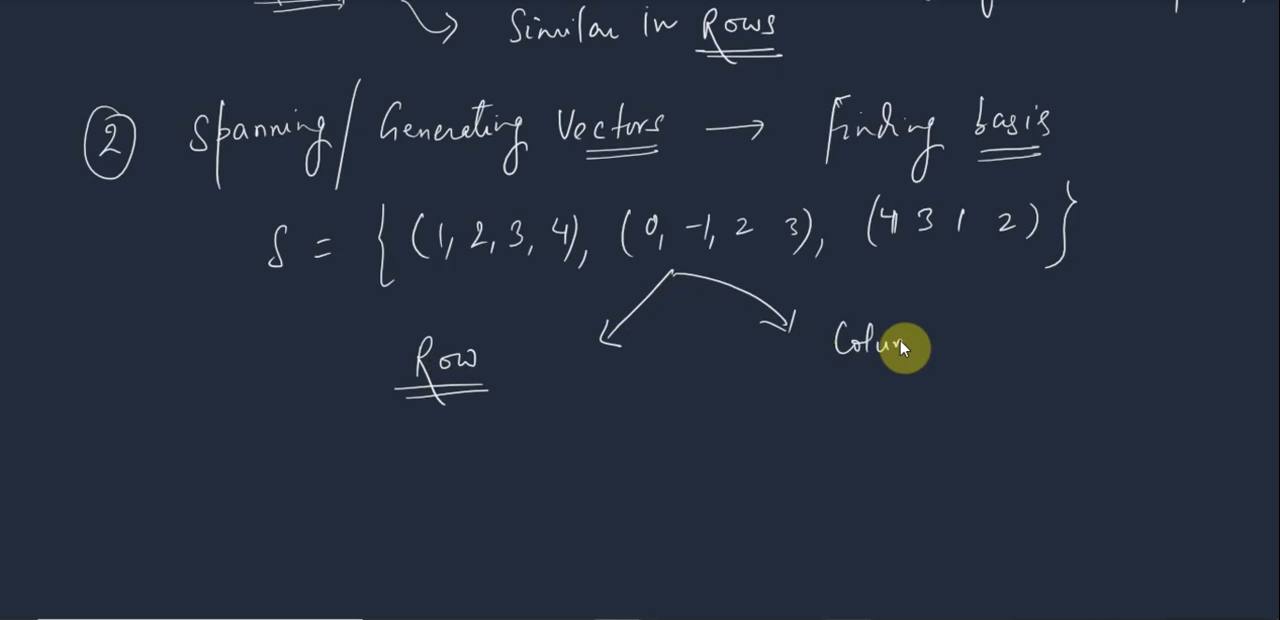 Similar in Rows
② Spanning/Generating Vectors → Finding basis
S = { (1, 2, 3, 4), (0, -1, 2 3), (4 3 1 2) }
Row Colum